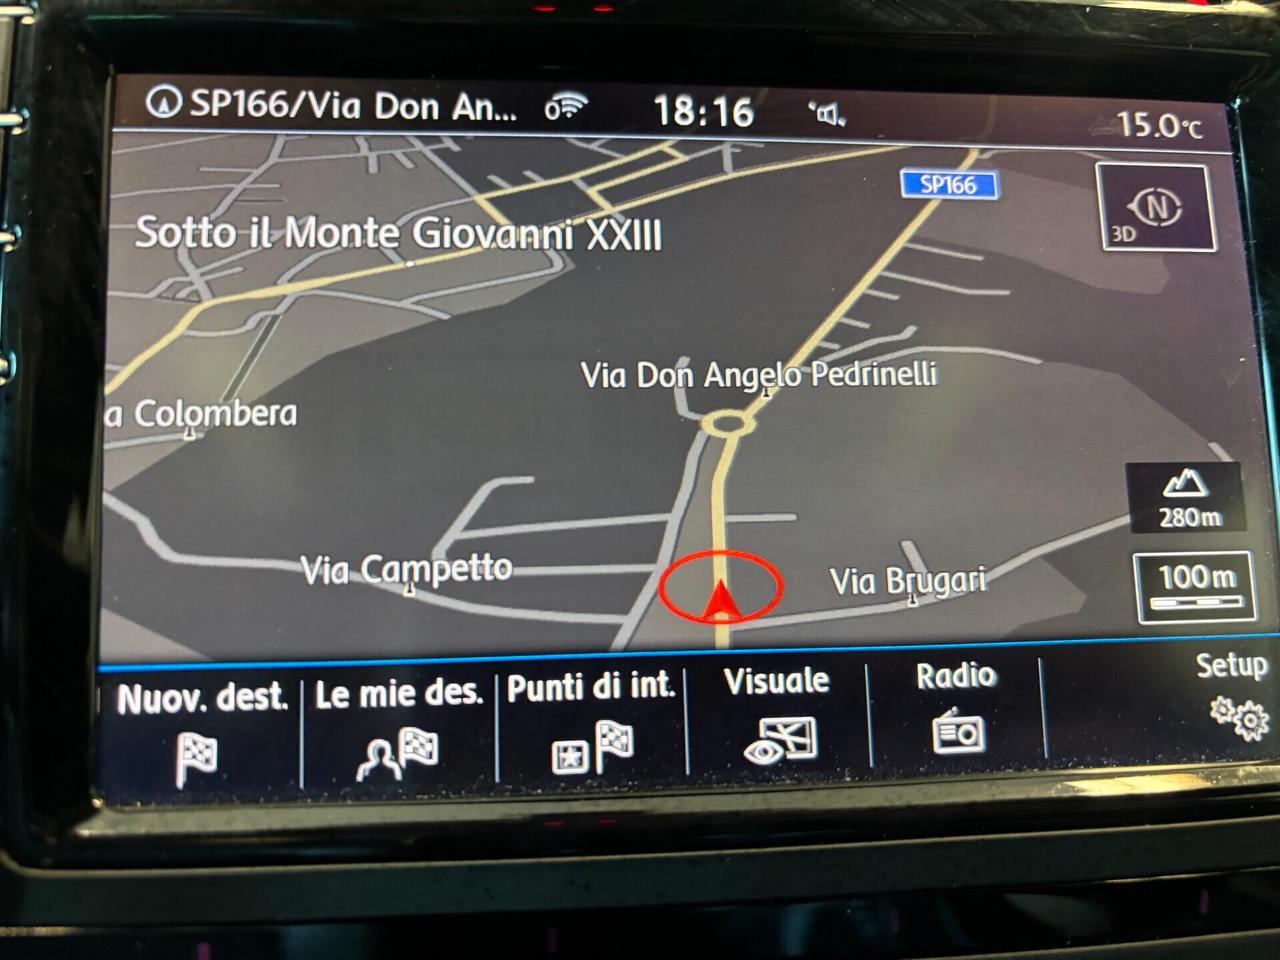 SP166/Via Don An...
18:16
15.0°C
SP166
N
3D
Sotto il Monte Giovanni XXIII
Via Don Angelo Pedrinelli
a Colombera
280m
Via Campetto
Via Brugari
100m
Nuov. dest.
Le mie des.
Punti di int.
Visuale
Radio
Setup